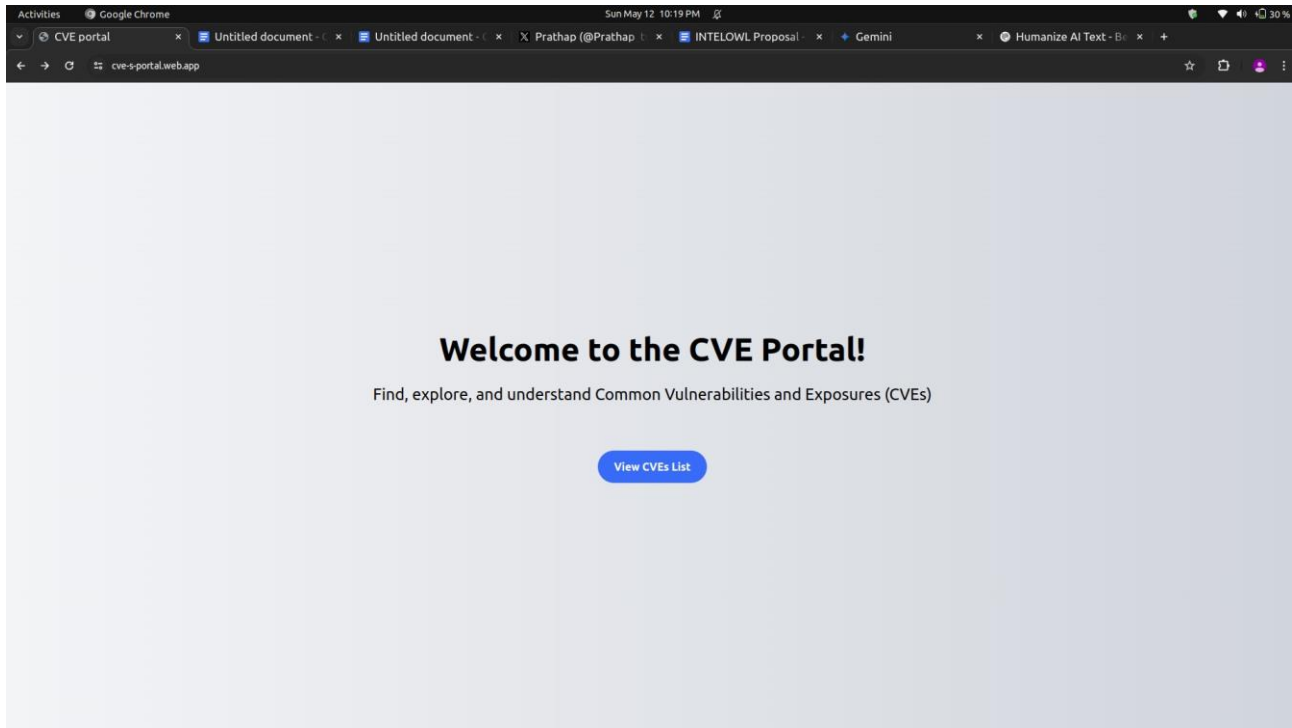 Activities Google Chrome Sun May 12 10:19 PM 30 %
CVE portal Untitled document - Untitled document - Prathap (@Prathap INTELOWL Proposal - Gemini Humanize AI Text - Be +
cve-s-portal.web.app
Welcome to the CVE Portal!
Find, explore, and understand Common Vulnerabilities and Exposures (CVEs)
View CVEs List